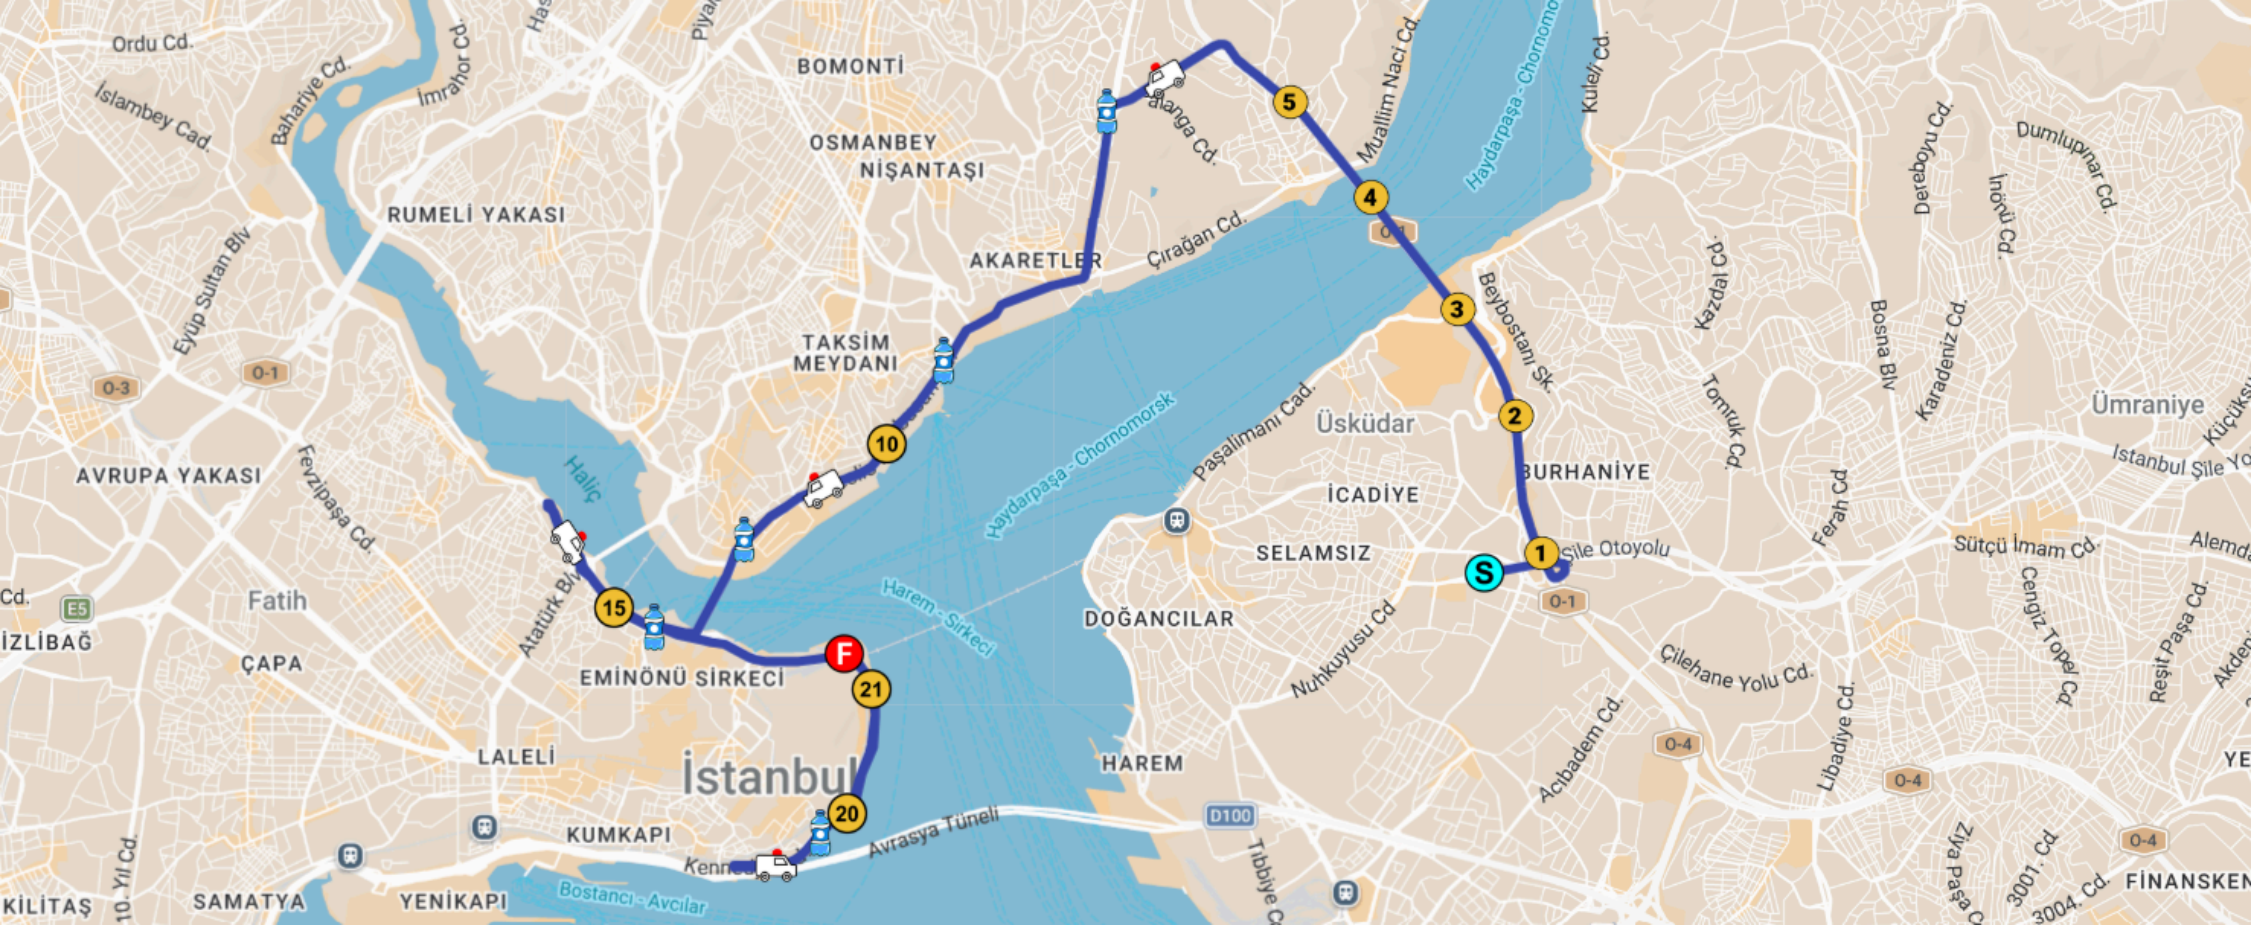 Ordu Cd.
İslambey Cad.
Bahariye Cd.
İmrahor Cd.
BOMONTİ
OSMANBEY
NİŞANTAŞI
RUMELİ YAKASI
Eyüp Sultan Blv
AKARETLER
Çırağan Cd.
Muallim Naci Cd.
Haydarpaşa - Chornomo
Kuleli Cd.
Dereboyu Cd.
Dumlupınar Cd.
İnönü Cd.
5
4
O-1
3
2
1
S
Beybostanı Sk.
Kazdal Cd.
Bosna Blv
Karadeniz Cd.
Tomruk Cd.
Ümraniye
Küçüksu
İstanbul Şile Yo
TAKSİM
MEYDANI
O-3
O-1
AVRUPA YAKASI
Fevzipaşa Cd.
Haliç
10
Haydarpaşa - Chornomorsk
Paşalimanı Cad.
Üsküdar
İCADİYE
BURHANİYE
SELAMSIZ
Şile Otoyolu
O-1
Ferah Cd
Sütçü İmam Cd.
Alemda
Cengiz Topel Cd
Reşit Paşa Cd.
Akden
Cd.
E5
İZLİBAĞ
Fatih
ÇAPA
Atatürk Blv
15
EMİNÖNÜ
SİRKECİ
F
21
Harem - Sirkeci
DOĞANCILAR
Nuhkuyusu Cd
Çilehane Yolu Cd.
Acıbadem Cd.
Libadiye Cd.
O-4
O-4
O-4
LALELİ
İstanbul
20
HAREM
D100
KUMKAPI
Avrasya Tüneli
Bostancı - Avcılar
10. Yıl Cd.
KİLİTAŞ
SAMATYA
YENİKAPI
Tıbbiye C
Ziya Paşa C
3001. Cd.
3004. Cd.
FİNANSKEN
YE